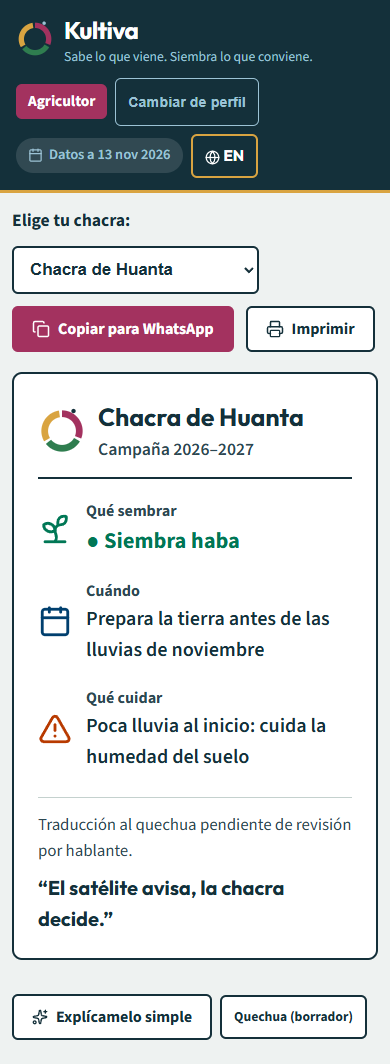 Kultiva
Sabe lo que viene. Siembra lo que conviene.
Agricultor
Cambiar de perfil
Datos a 13 nov 2026
EN
Elige tu chacra:
Chacra de Huanta
Copiar para WhatsApp
Imprimir
Chacra de Huanta
Campaña 2026–2027
Qué sembrar
● Siembra haba
Cuándo
Prepara la tierra antes de las
lluvias de noviembre
Qué cuidar
Poca lluvia al inicio: cuida la
humedad del suelo
Traducción al quechua pendiente de revisión
por hablante.
“El satélite avisa, la chacra
decide.”
Explícamelo simple
Quechua (borrador)